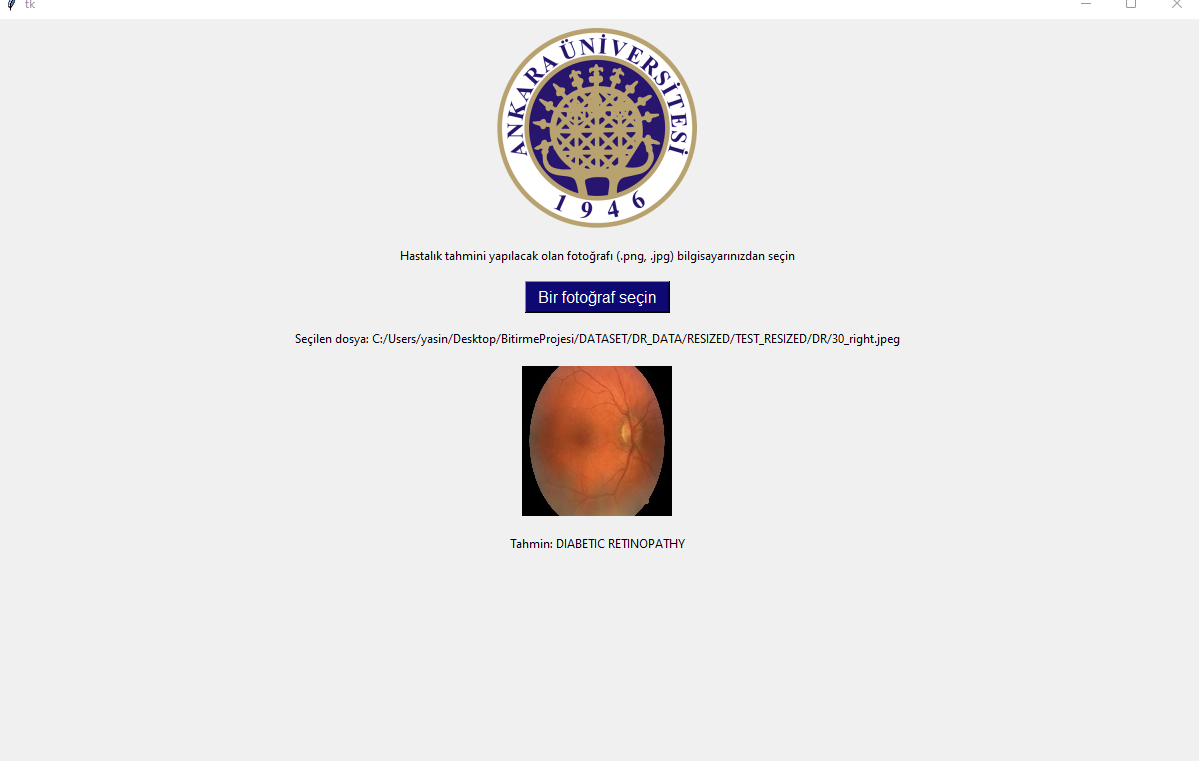 tk
ANKARA ÜNİVERSİTESİ
1946
Hastalık tahmini yapılacak olan fotoğrafı (.png, .jpg) bilgisayarınızdan seçin
Bir fotoğraf seçin
Seçilen dosya: C:/Users/yasin/Desktop/BitirmeProjesi/DATASET/DR_DATA/RESIZED/TEST_RESIZED/DR/30_right.jpeg
Tahmin: DIABETIC RETINOPATHY